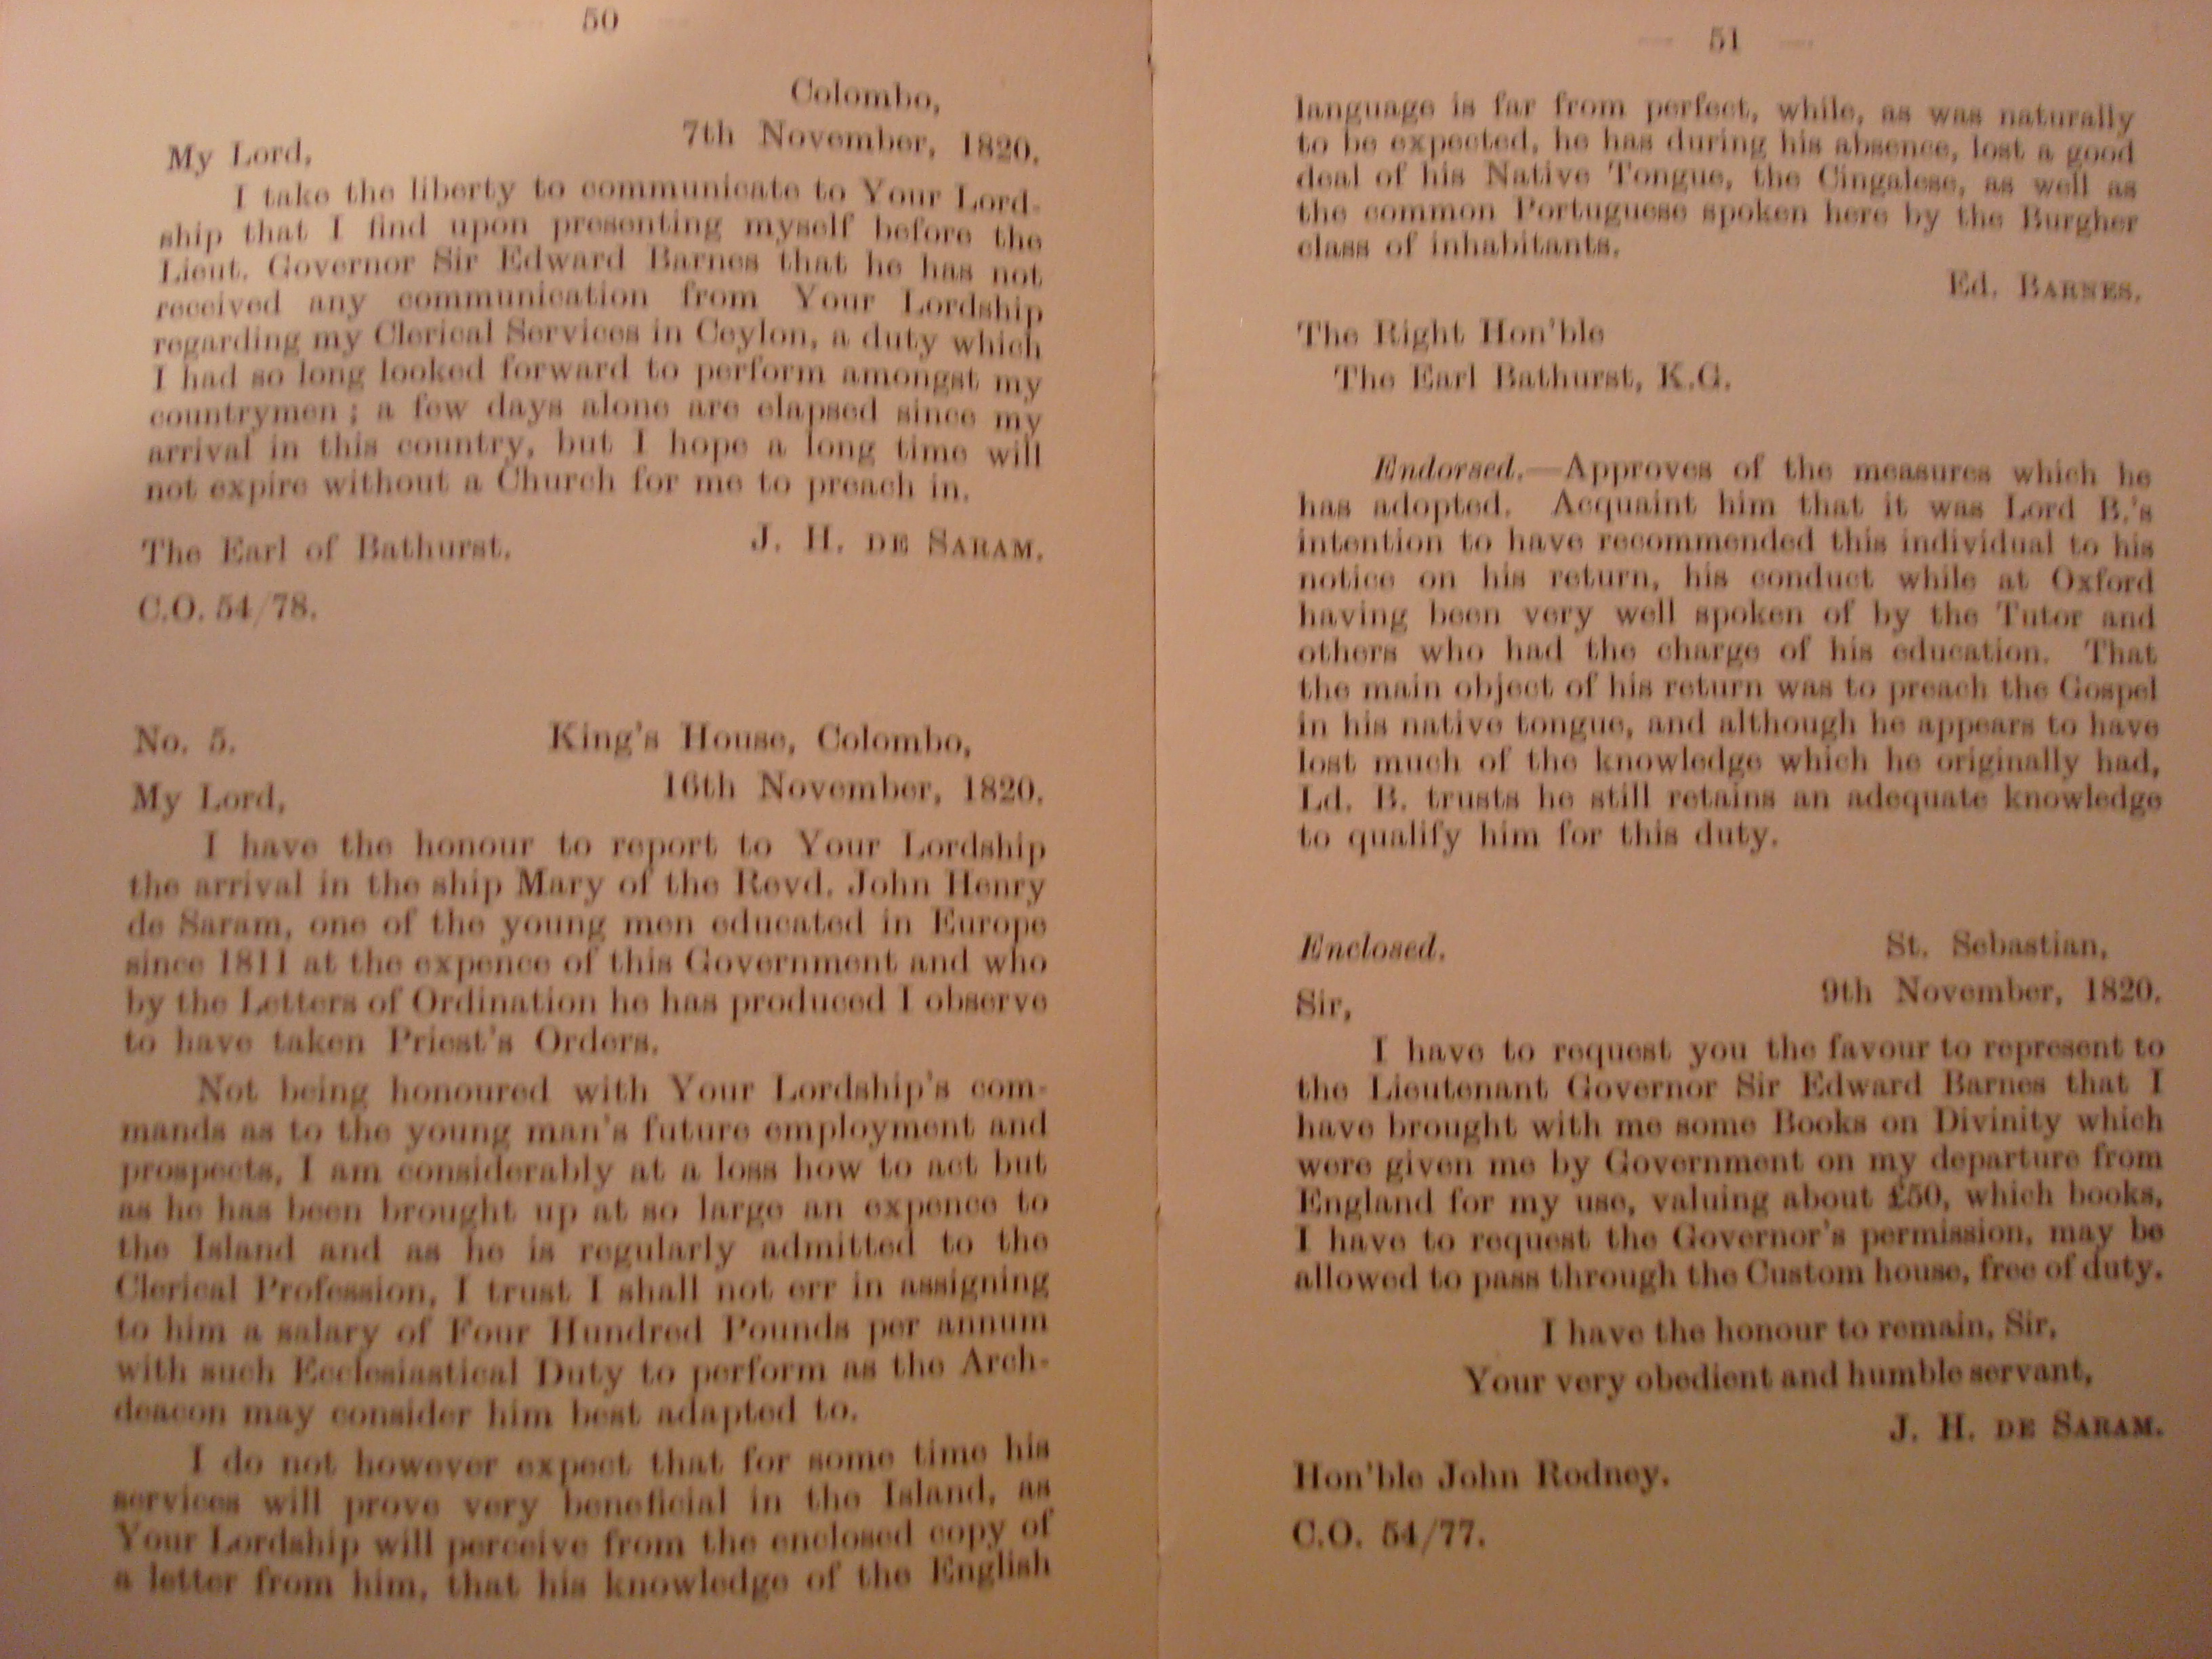 50
Colombo,
7th November, 1820.
My Lord,
I take the liberty to communicate to Your Lord-
ship that I find upon presenting myself before the
Lieut. Governor Sir Edward Barnes that he has not
received any communication from Your Lordship
regarding my Clerical Services in Ceylon, a duty which
I had so long looked forward to perform amongst my
countrymen; a few days alone are elapsed since my
arrival in this country, but I hope a long time will
not expire without a Church for me to preach in.
J. H. DE SARAM.
The Earl of Bathurst.
C.O. 54/78.
No. 5.
King's House, Colombo,
16th November, 1820.
My Lord,
I have the honour to report to Your Lordship
the arrival in the ship Mary of the Revd. John Henry
de Saram, one of the young men educated in Europe
since 1811 at the expence of this Government and who
by the Letters of Ordination he has produced I observe
to have taken Priest's Orders.
Not being honoured with Your Lordship's com-
mands as to the young man's future employment and
prospects, I am considerably at a loss how to act but
as he has been brought up at so large an expence to
the Island and as he is regularly admitted to the
Clerical Profession, I trust I shall not err in assigning
to him a salary of Four Hundred Pounds per annum
with such Ecclesiastical Duty to perform as the Arch-
deacon may consider him best adapted to.
I do not however expect that for some time his
services will prove very beneficial in the Island, as
Your Lordship will perceive from the enclosed copy of
a letter from him, that his knowledge of the English
— 51 —
language is far from perfect, while, as was naturally
to be expected, he has during his absence, lost a good
deal of his Native Tongue, the Cingalese, as well as
the common Portuguese spoken here by the Burgher
class of inhabitants.
Ed. BARNES.
The Right Hon'ble
The Earl Bathurst, K.G.
Endorsed.—Approves of the measures which he
has adopted. Acquaint him that it was Lord B.'s
intention to have recommended this individual to his
notice on his return, his conduct while at Oxford
having been very well spoken of by the Tutor and
others who had the charge of his education. That
the main object of his return was to preach the Gospel
in his native tongue, and although he appears to have
lost much of the knowledge which he originally had,
Ld. B. trusts he still retains an adequate knowledge
to qualify him for this duty.
Enclosed.
St. Sebastian,
9th November, 1820.
Sir,
I have to request you the favour to represent to
the Lieutenant Governor Sir Edward Barnes that I
have brought with me some Books on Divinity which
were given me by Government on my departure from
England for my use, valuing about £50, which books,
I have to request the Governor's permission, may be
allowed to pass through the Custom house, free of duty.
I have the honour to remain, Sir,
Your very obedient and humble servant,
J. H. DE SARAM.
Hon'ble John Rodney.
C.O. 54/77.